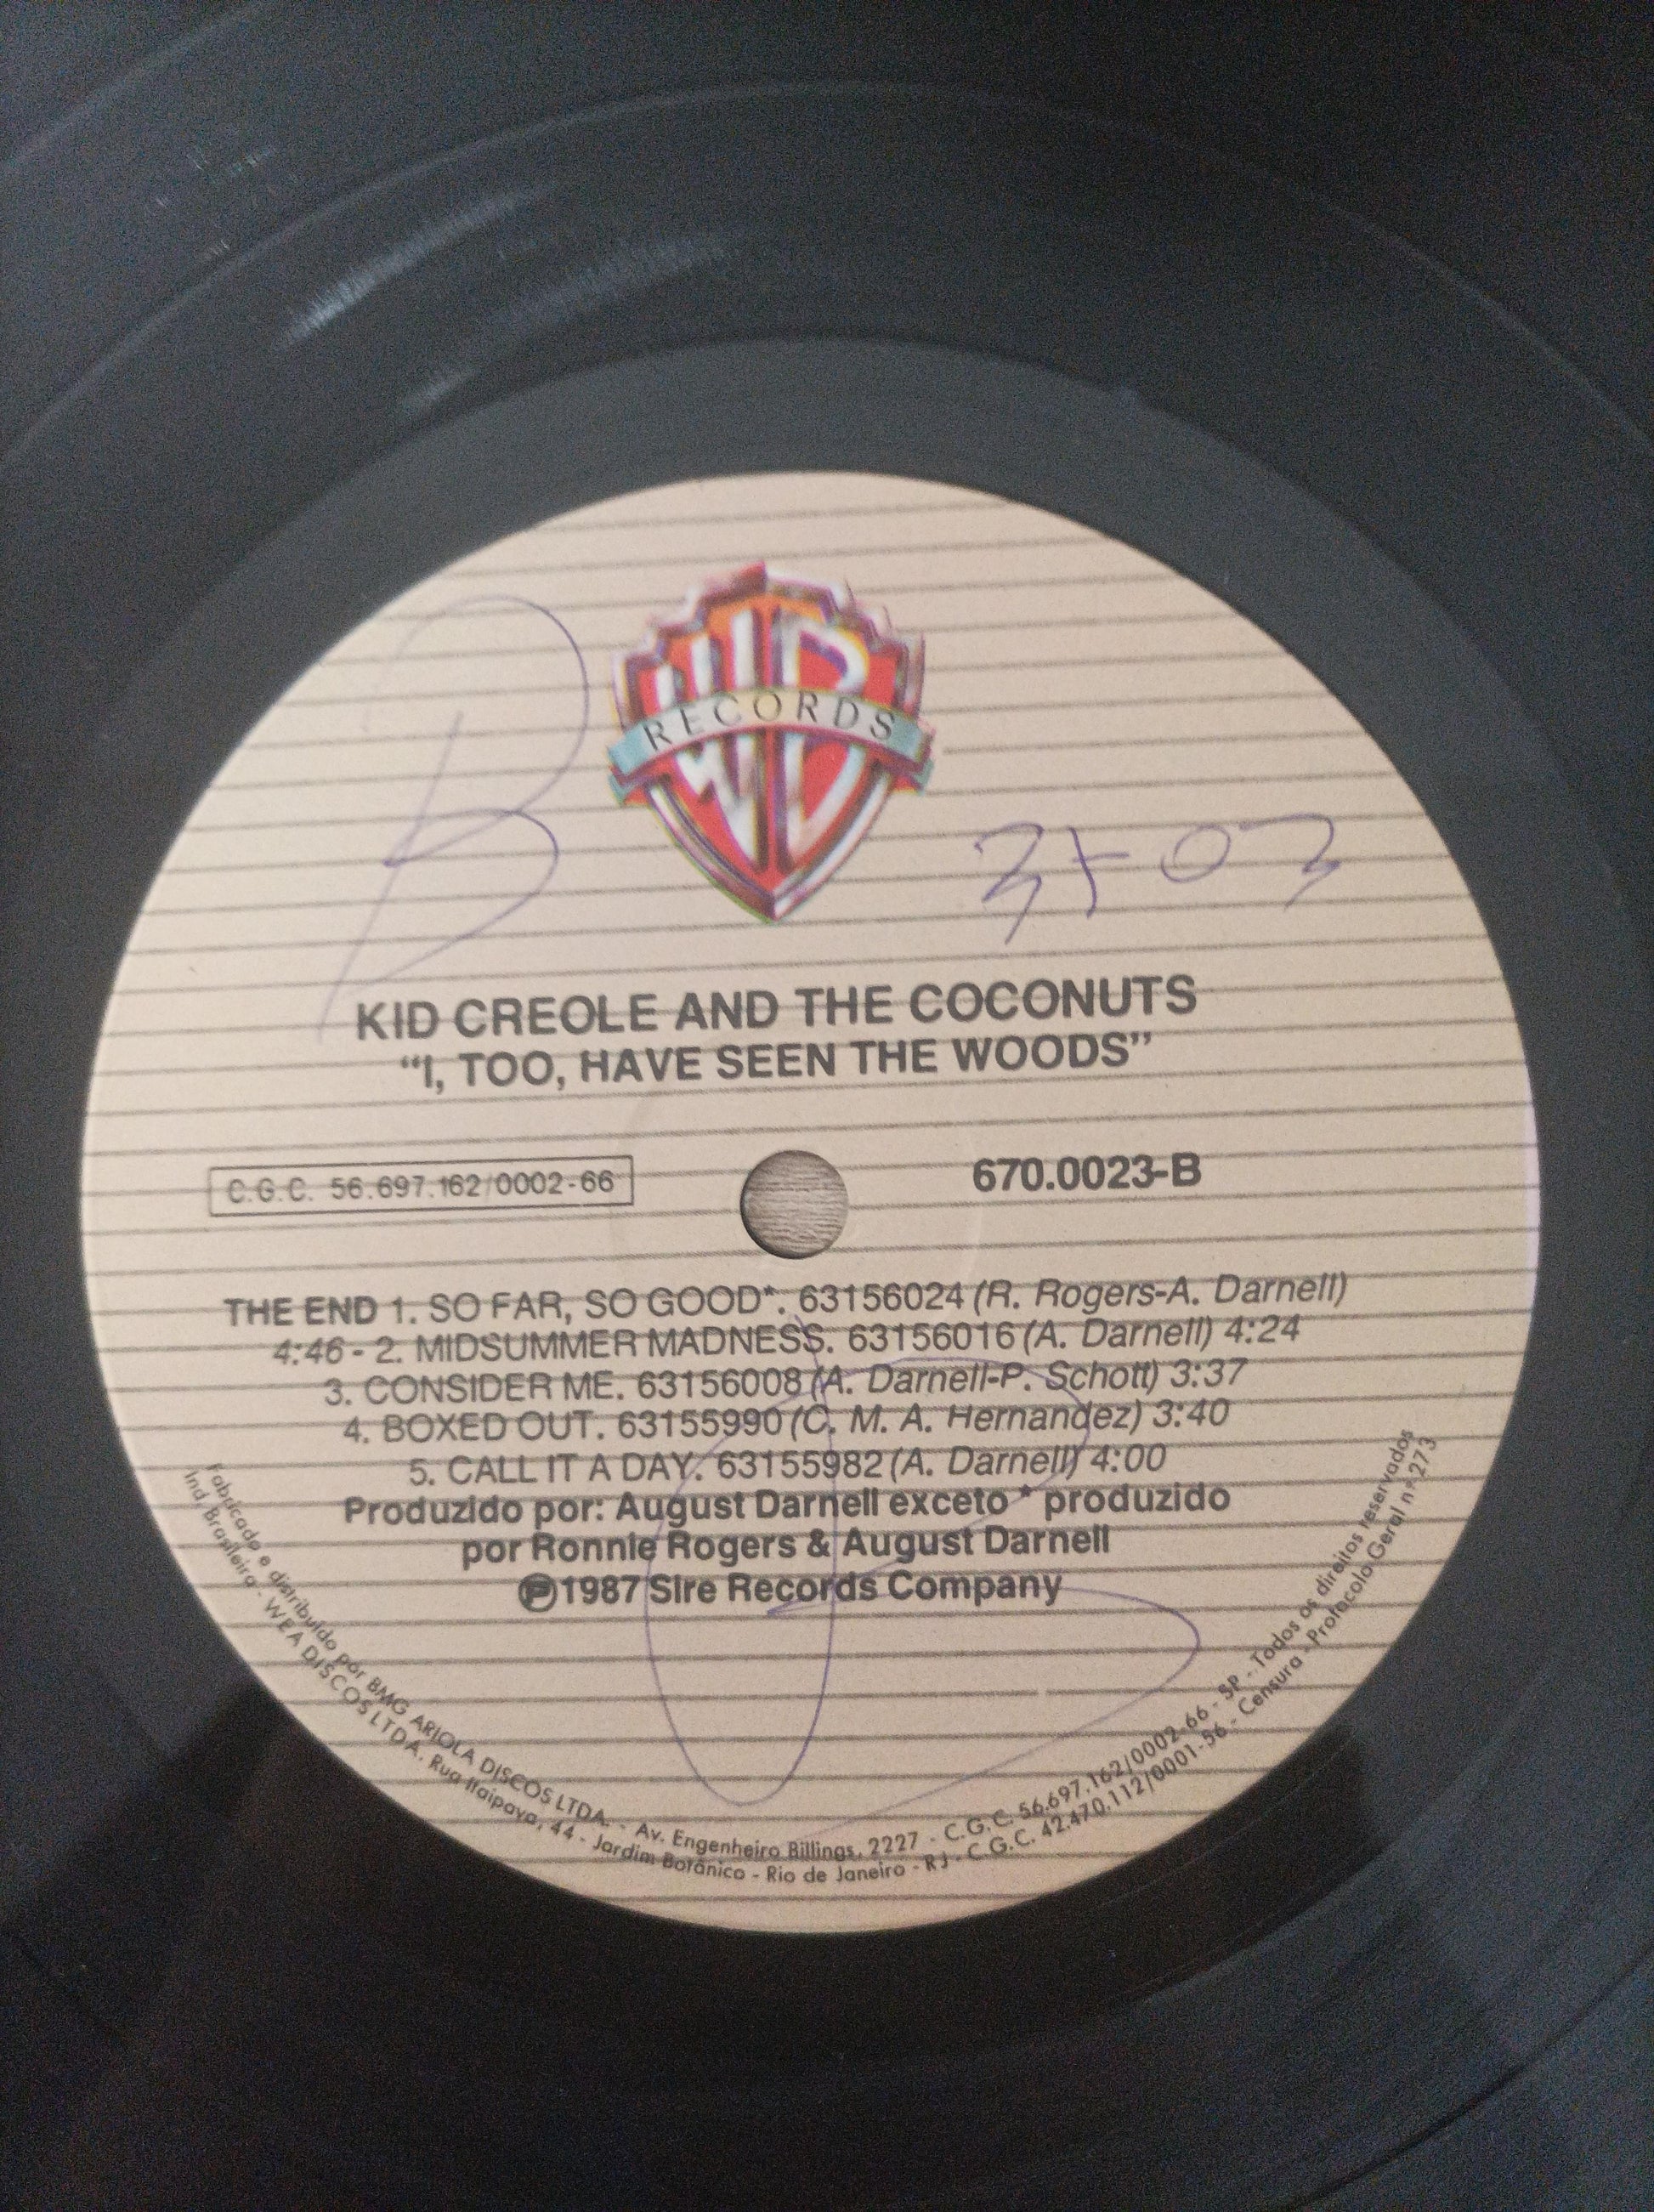 WB
RECORDS
B
KID CREOLE AND THE COCONUTS
“I, TOO, HAVE SEEN THE WOODS”
C.G.C. 56.697.162/0002-66
670.0023-B
THE END 1. SO FAR, SO GOOD*. 63156024 (R. Rogers-A. Darnell)
4:46 - 2. MIDSUMMER MADNESS. 63156016 (A. Darnell) 4:24
3. CONSIDER ME. 63156008 (A. Darnell-P. Schott) 3:37
4. BOXED OUT. 63155990 (C. M. A. Hernandez) 3:40
5. CALL IT A DAY. 63155982 (A. Darnell) 4:00
Produzido por: August Darnell exceto * produzido
por Ronnie Rogers & August Darnell
℗1987 Sire Records Company
Fabricado e distribuído por BMG ARIOLA DISCOS LTDA. - Av. Engenheiro Billings, 2227 - C.G.C. 56.697.162/0002-66 - SP - Todos os direitos reservados
Ind. Brasileira - WEA DISCOS LTDA. Rua Itaipava, 44 - Jardim Botânico - Rio de Janeiro - RJ - C.G.C. 42.470.112/0001-56 - Censura - Protocolo Geral nº 273